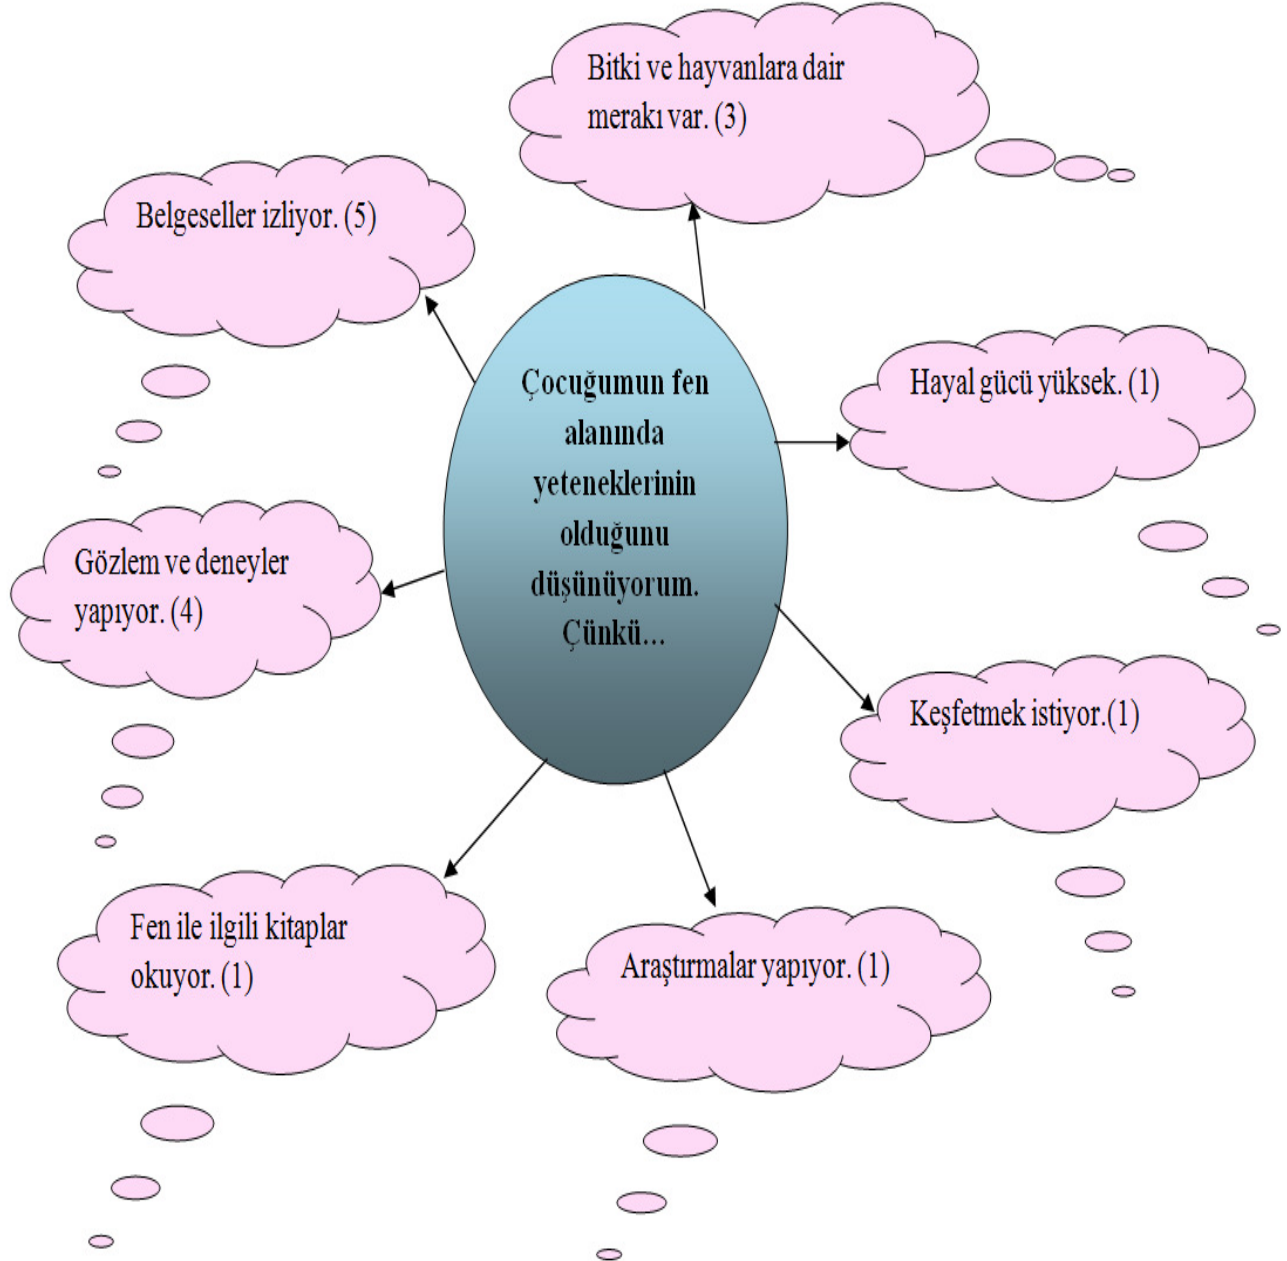 Bitki ve hayvanlara dair
merakı var. (3)
Belgeseller izliyor. (5)
Hayal gücü yüksek. (1)
Çocuğumun fen
alanında
yeteneklerinin
olduğunu
düşünüyorum.
Çünkü...
Gözlem ve deneyler
yapıyor. (4)
Keşfetmek istiyor.(1)
Fen ile ilgili kitaplar
okuyor. (1)
Araştırmalar yapıyor. (1)